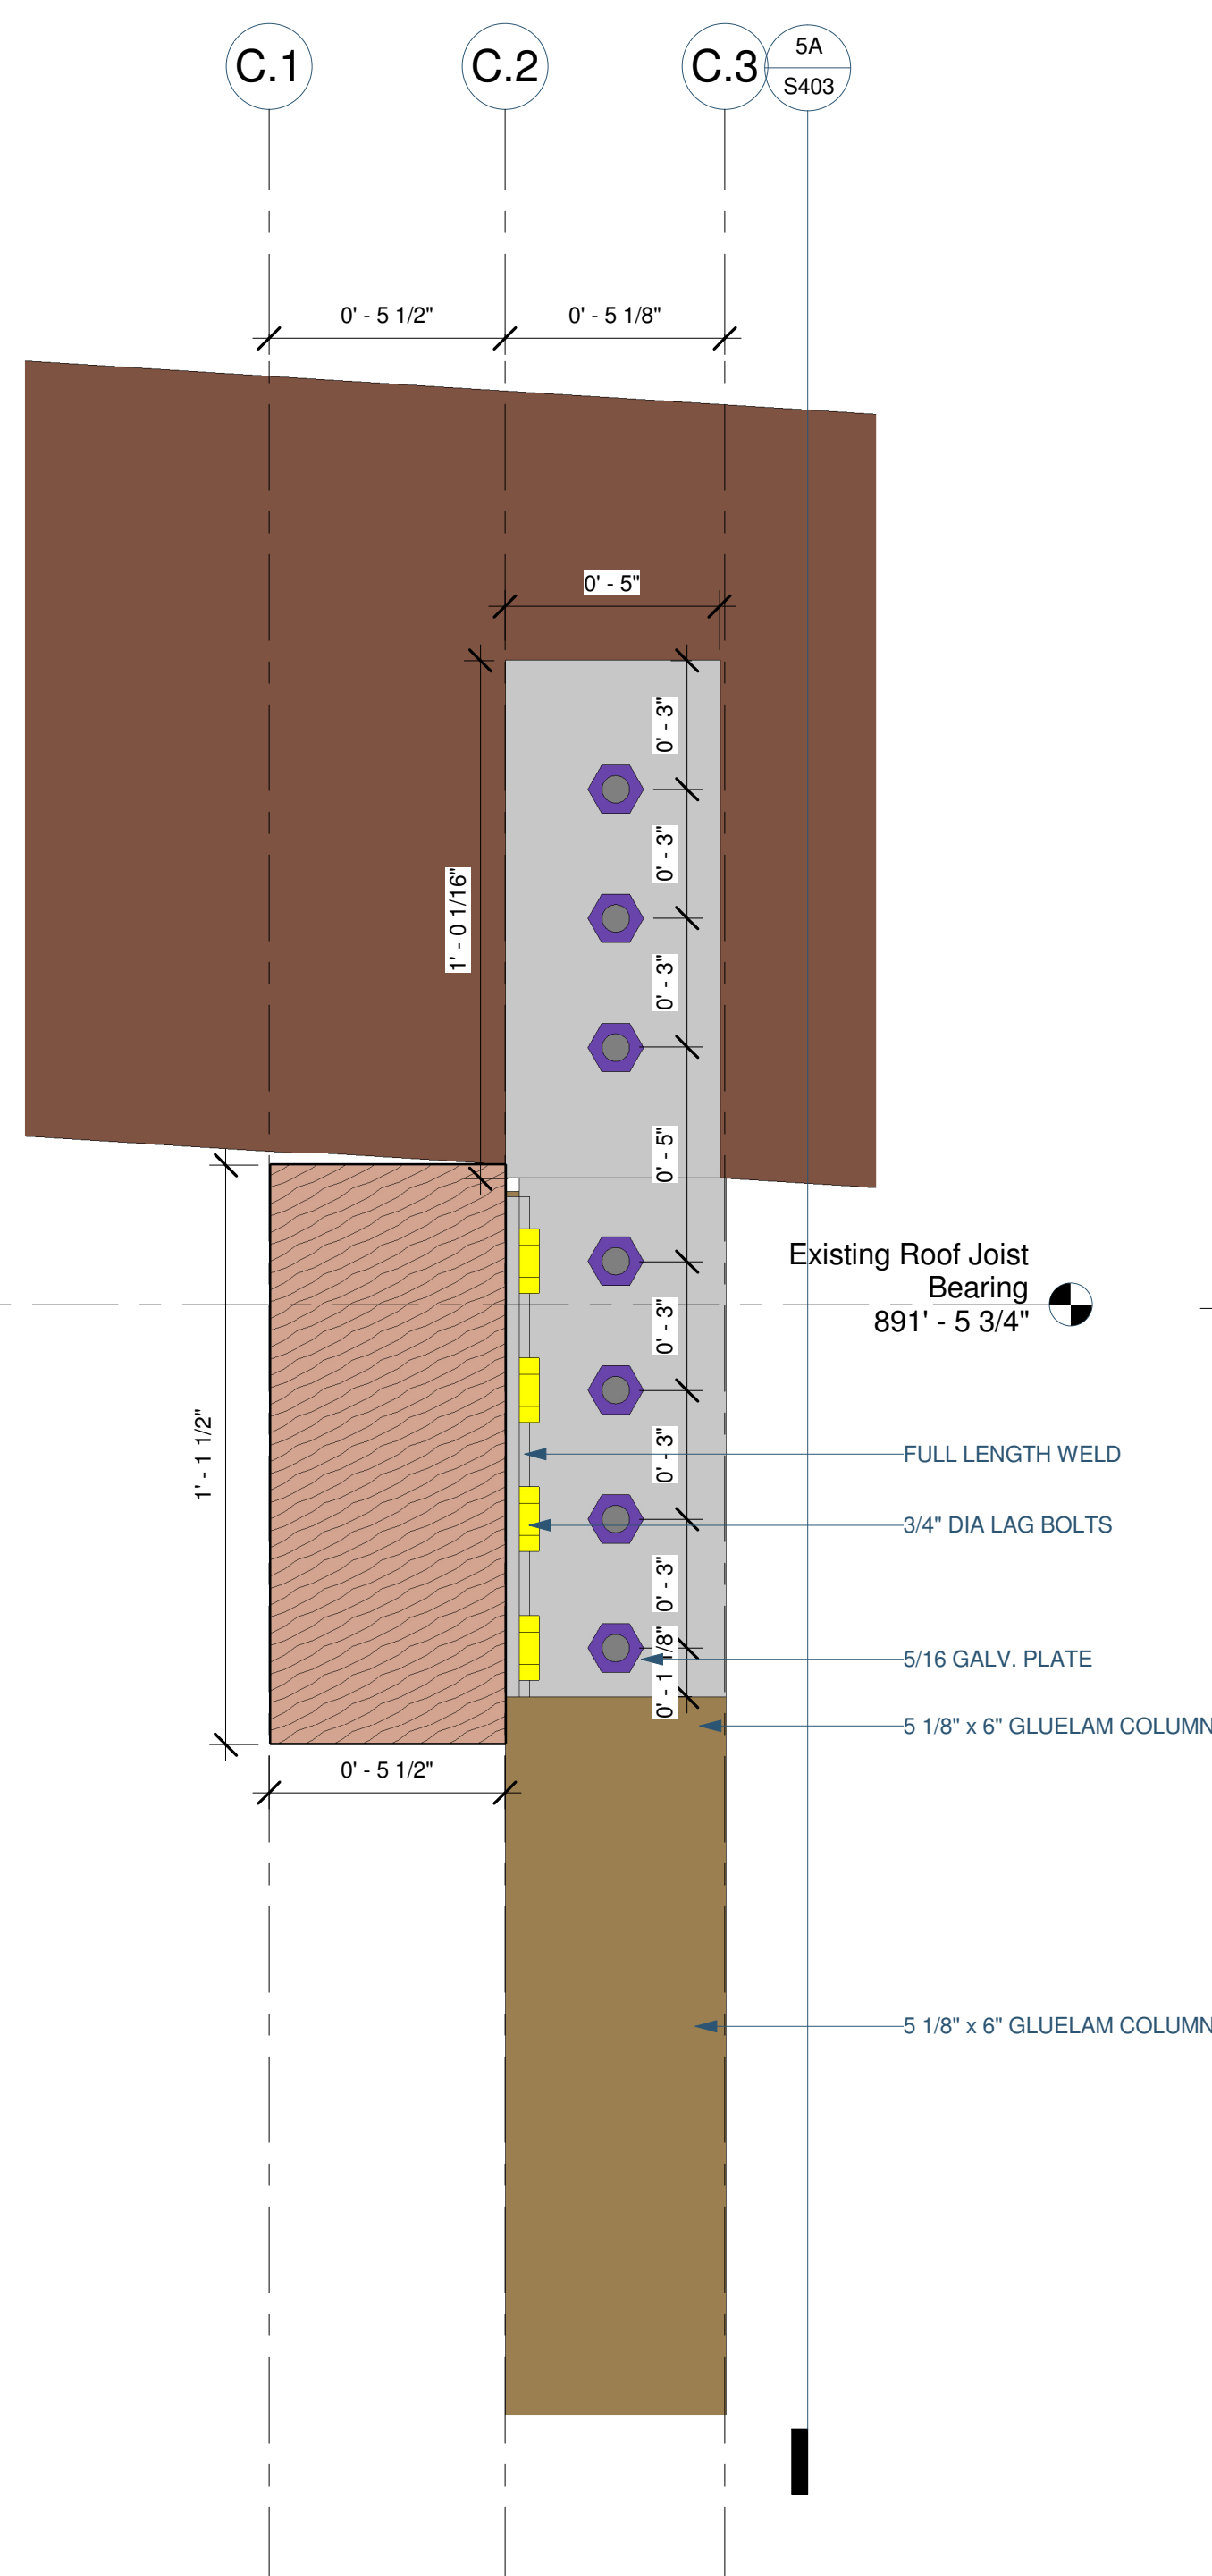 C.1
C.2
C.3
5A
S403
0' - 5 1/2"
0' - 5 1/8"
0' - 5"
0' - 3"
0' - 3"
1' - 0 1/16"
0' - 3"
0' - 5"
Existing Roof Joist
Bearing
891' - 5 3/4"
0' - 3"
1' - 1 1/2"
0' - 3"
FULL LENGTH WELD
3/4" DIA LAG BOLTS
0' - 3"
0' - 1 1/8"
5/16 GALV. PLATE
5 1/8" x 6" GLUELAM COLUMN
0' - 5 1/2"
5 1/8" x 6" GLUELAM COLUMN